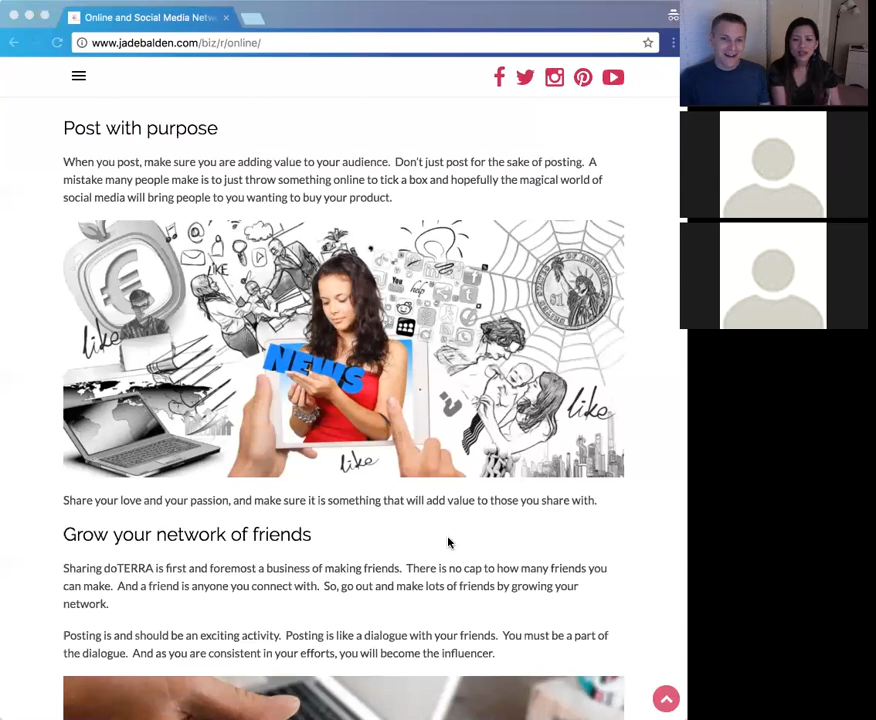 Online and Social Media Netw
www.jadebalden.com/biz/r/online/
Post with purpose
When you post, make sure you are adding value to your audience. Don't just post for the sake of posting. A
mistake many people make is to just throw something online to tick a box and hopefully the magical world of
social media will bring people to you wanting to buy your product.
LIKE
You
help
$1
like
NEWS
like
like
Share your love and your passion, and make sure it is something that will add value to those you share with.
Grow your network of friends
Sharing doTERRA is first and foremost a business of making friends. There is no cap to how many friends you
can make. And a friend is anyone you connect with. So, go out and make lots of friends by growing your
network.
Posting is and should be an exciting activity. Posting is like a dialogue with your friends. You must be a part of
the dialogue. And as you are consistent in your efforts, you will become the influencer.